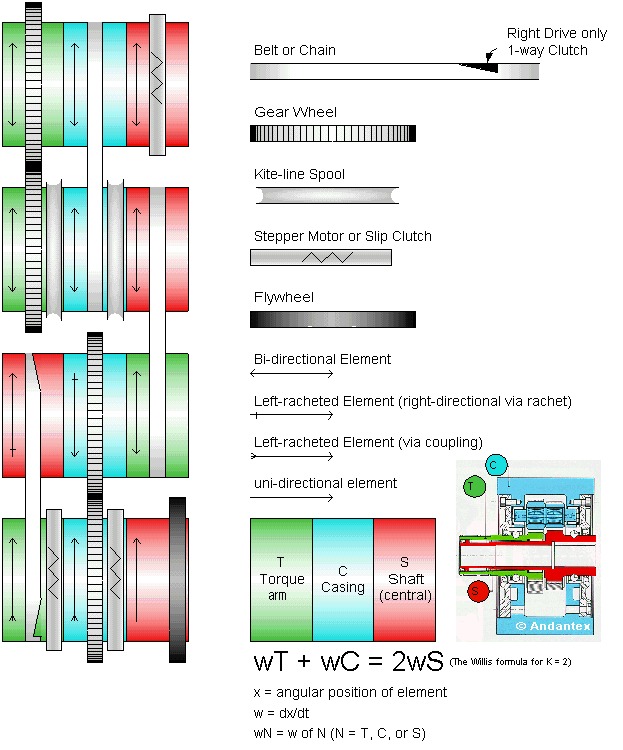 Right Drive only
1-way Clutch
Belt or Chain
Gear Wheel
Kite-line Spool
Stepper Motor or Slip Clutch
Flywheel
Bi-directional Element
Left-racheted Element (right-directional via rachet)
Left-racheted Element (via coupling)
uni-directional element
C
T
S
T
Torque
arm
C
Casing
S
Shaft
(central)
© Andantex
wT + wC = 2wS (The Willis formula for K = 2)
x = angular position of element
w = dx/dt
wN = w of N (N = T, C, or S)